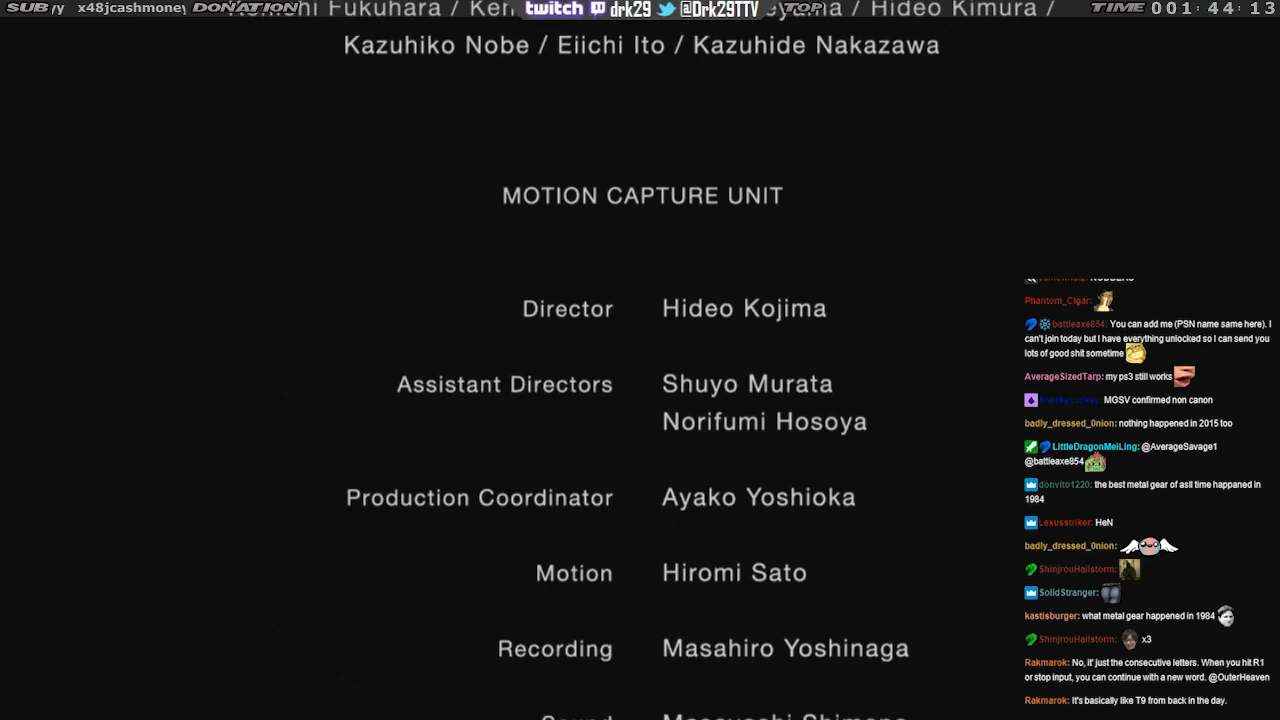 SUB
x48jcashmoney
DONATION
twitch drk29 @Drk29TTV
TOP
TIME 001:44:13
Fukuhara / Ken / Hideo Kimura /
Kazuhiko Nobe / Eiichi Ito / Kazuhide Nakazawa
MOTION CAPTURE UNIT
Director Hideo Kojima
Assistant Directors Shuyo Murata
Norifumi Hosoya
Production Coordinator Ayako Yoshioka
Motion Hiromi Sato
Recording Masahiro Yoshinaga
Phantom_Cigar:
battleaxe854: You can add me (PSN name same here). I
can't join today but I have everything unlocked so I can send you
lots of good shit sometime
AverageSizedTarp: my ps3 still works
MGSV confirmed non canon
badly_dressed_0nion: nothing happened in 2015 too
LittleDragonMeiLing: @AverageSavage1
@battleaxe854
donvito1220: the best metal gear of asll time happened in
1984
Lexusstriker: HeN
badly_dressed_0nion:
ShinjrouHailstorm:
SolidStranger:
kastisburger: what metal gear happened in 1984
ShinjrouHailstorm: x3
Rakmarok: No, it' just the consecutive letters. When you hit R1
or stop input, you can continue with a new word. @OuterHeaven
Rakmarok: It's basically like T9 from back in the day.